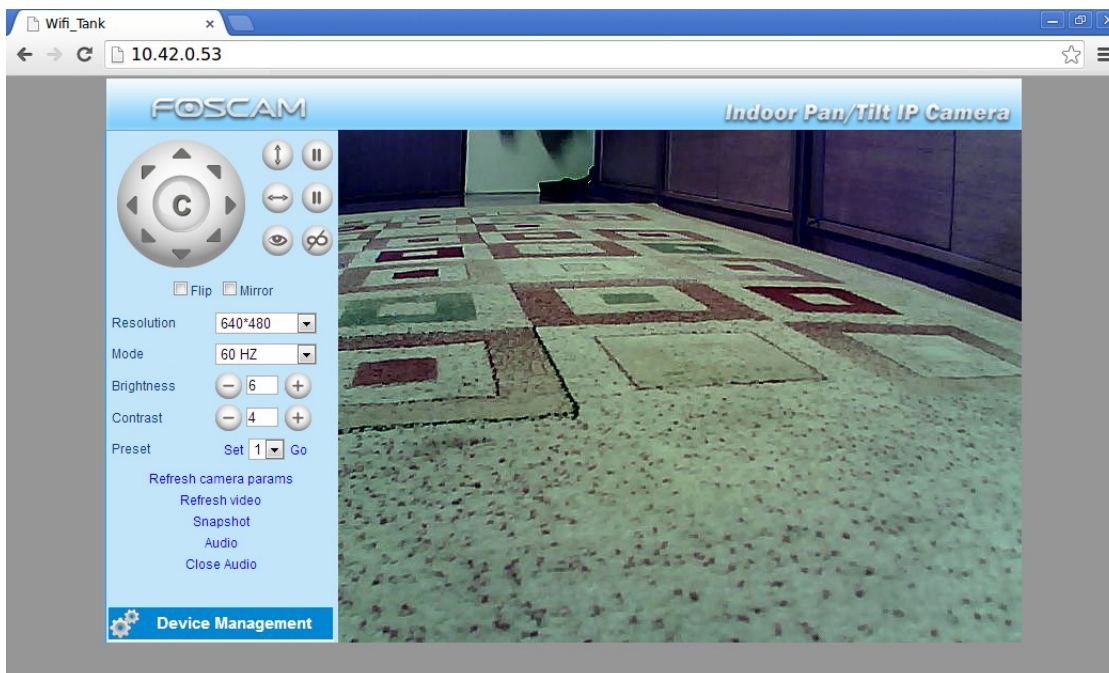 Wifi_Tank
10.42.0.53
FOSCAM
Indoor Pan/Tilt IP Camera
C
Flip Mirror
Resolution 640*480
Mode 60 HZ
Brightness 6
Contrast 4
Preset Set 1 Go
Refresh camera params
Refresh video
Snapshot
Audio
Close Audio
Device Management